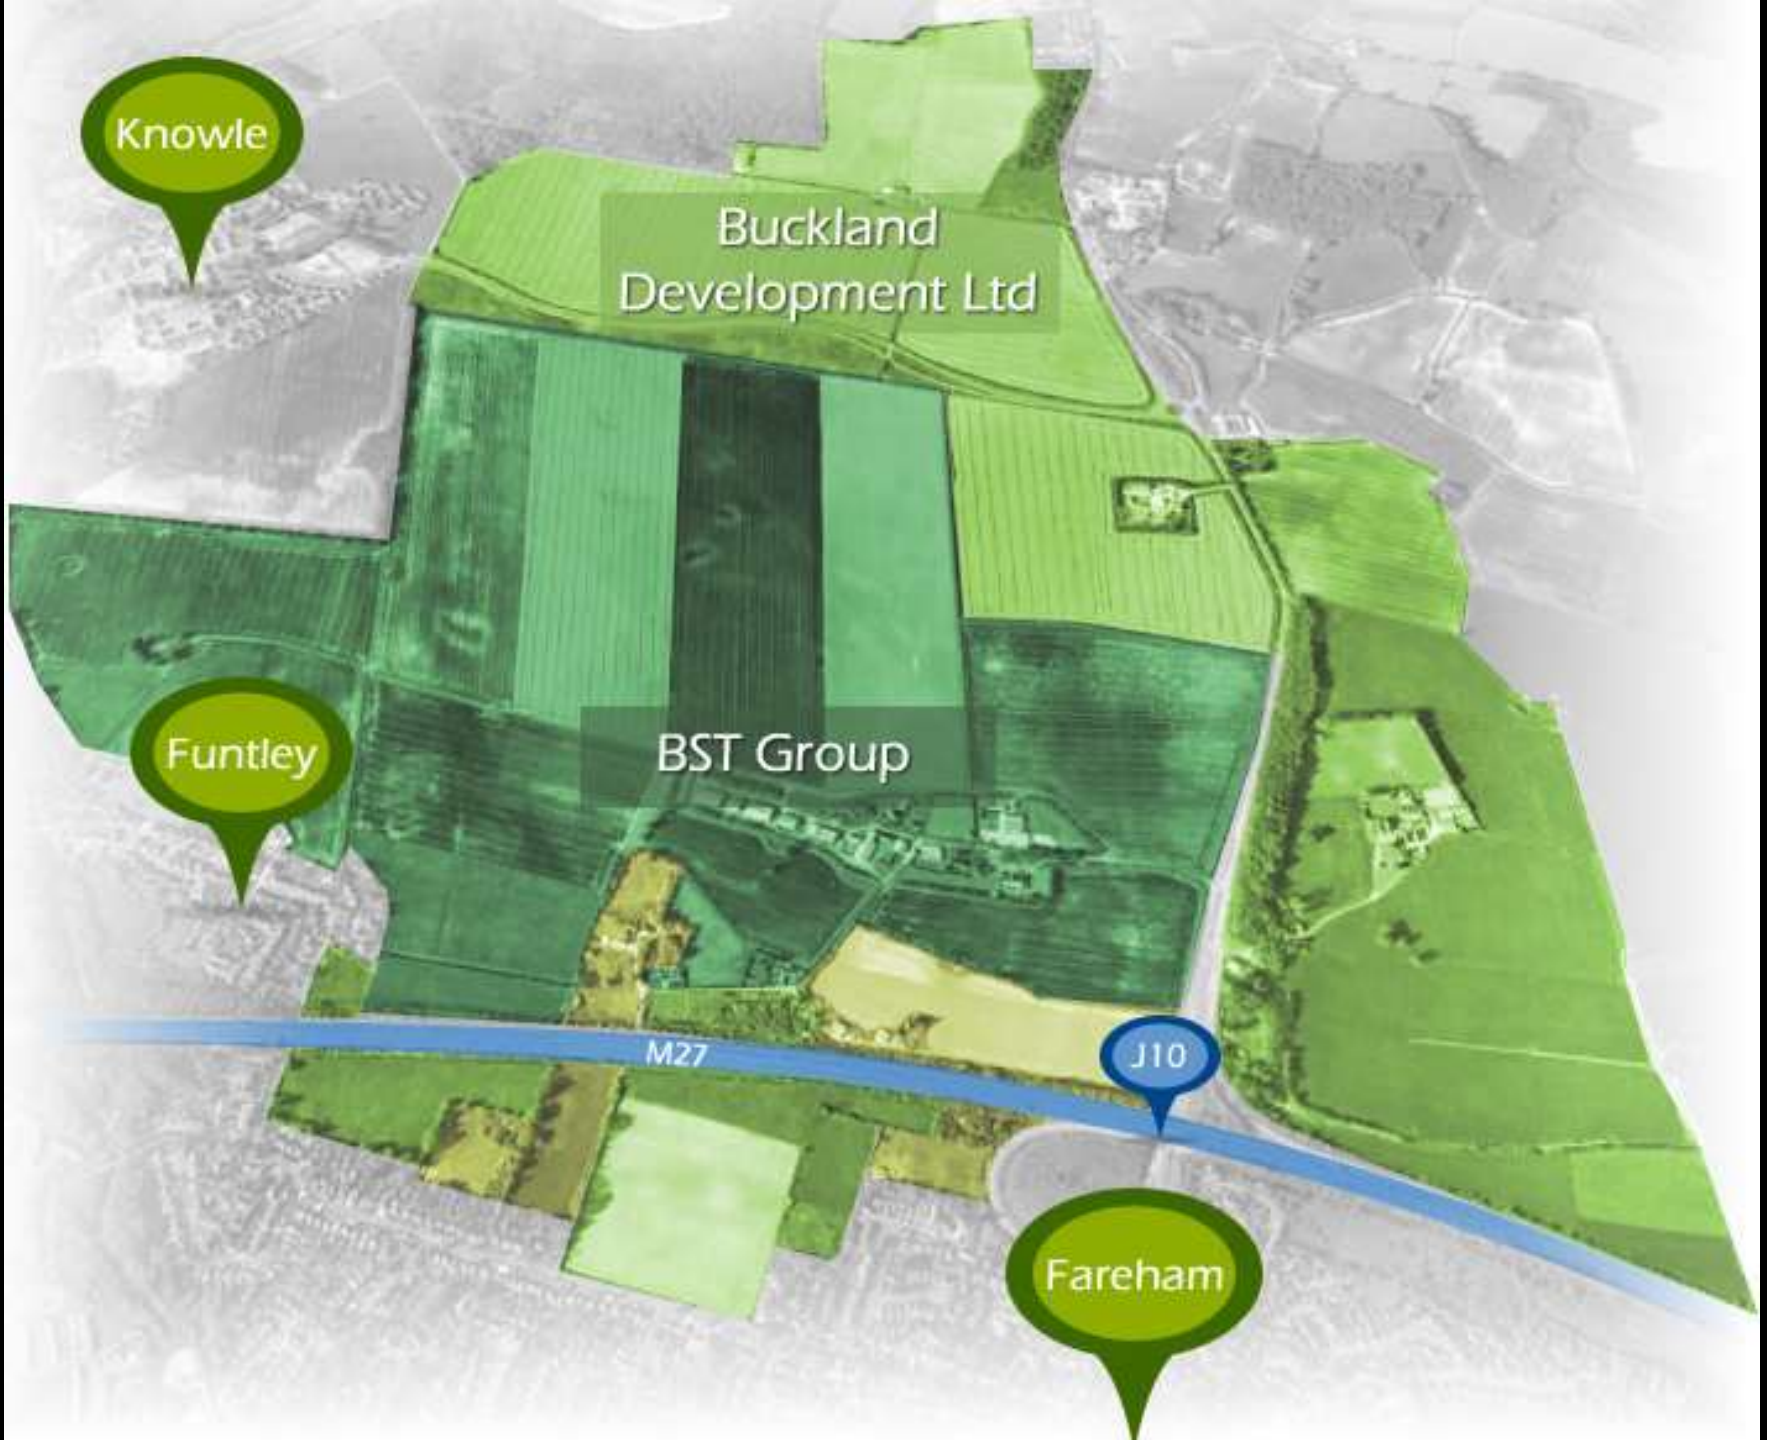 Knowle
Buckland
Development Ltd
Funtley
BST Group
M27
J10
Fareham